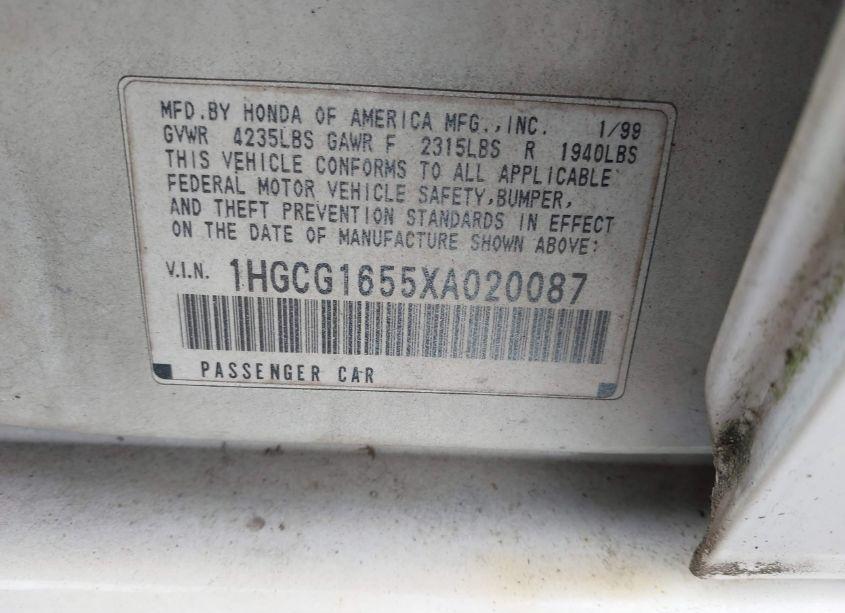 MFD.BY HONDA OF AMERICA MFG.,INC. 1/99
GVWR 4235LBS GAWR F 2315LBS R 1940LBS
THIS VEHICLE CONFORMS TO ALL APPLICABLE
FEDERAL MOTOR VEHICLE SAFETY,BUMPER,
AND THEFT PREVENTION STANDARDS IN EFFECT
ON THE DATE OF MANUFACTURE SHOWN ABOVE:
V.I.N. 1HGCG1655XA020087
PASSENGER CAR